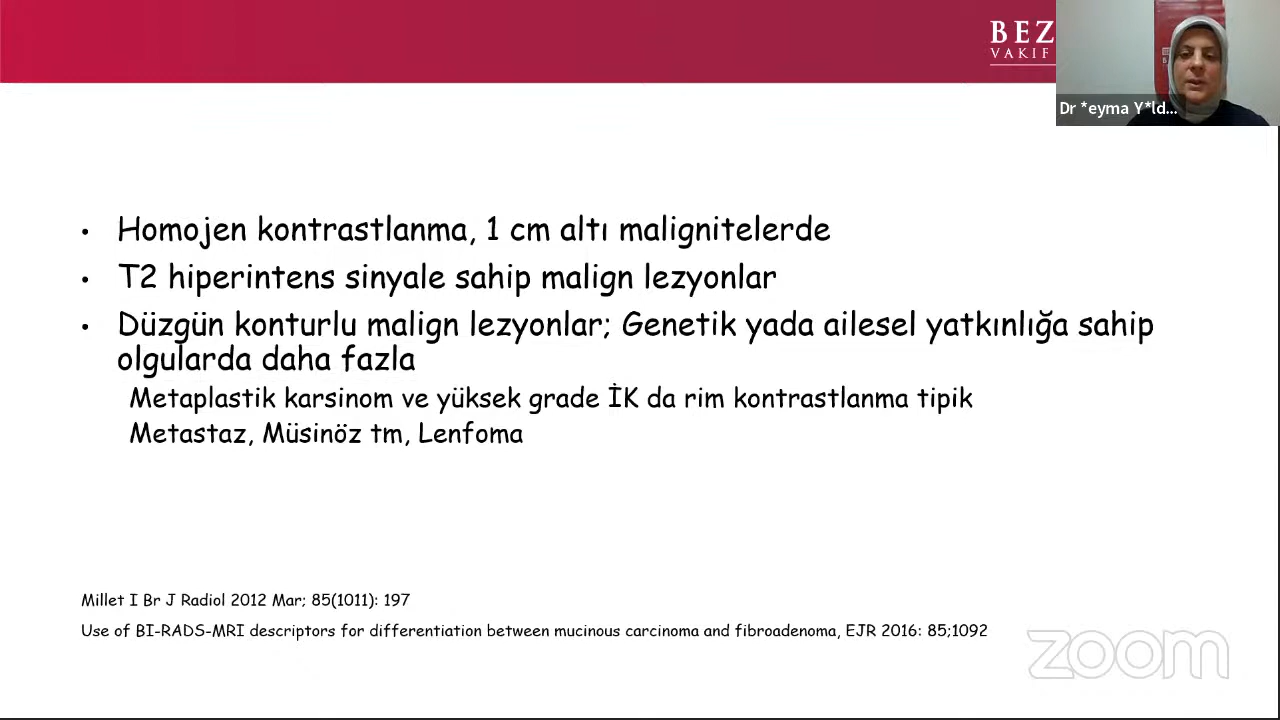 BEZ
VAKIF
Dr *eyma Y*ld...
• Homojen kontrastlanma, 1 cm altı malignitelerde
• T2 hiperintens sinyale sahip malign lezyonlar
• Düzgün konturlu malign lezyonlar; Genetik yada ailesel yatkınlığa sahip
olgularda daha fazla
Metaplastik karsinom ve yüksek grade İK da rim kontrastlanma tipik
Metastaz, Müsinöz tm, Lenfoma
Millet I Br J Radiol 2012 Mar; 85(1011): 197
Use of BI-RADS-MRI descriptors for differentiation between mucinous carcinoma and fibroadenoma, EJR 2016: 85;1092
zoom